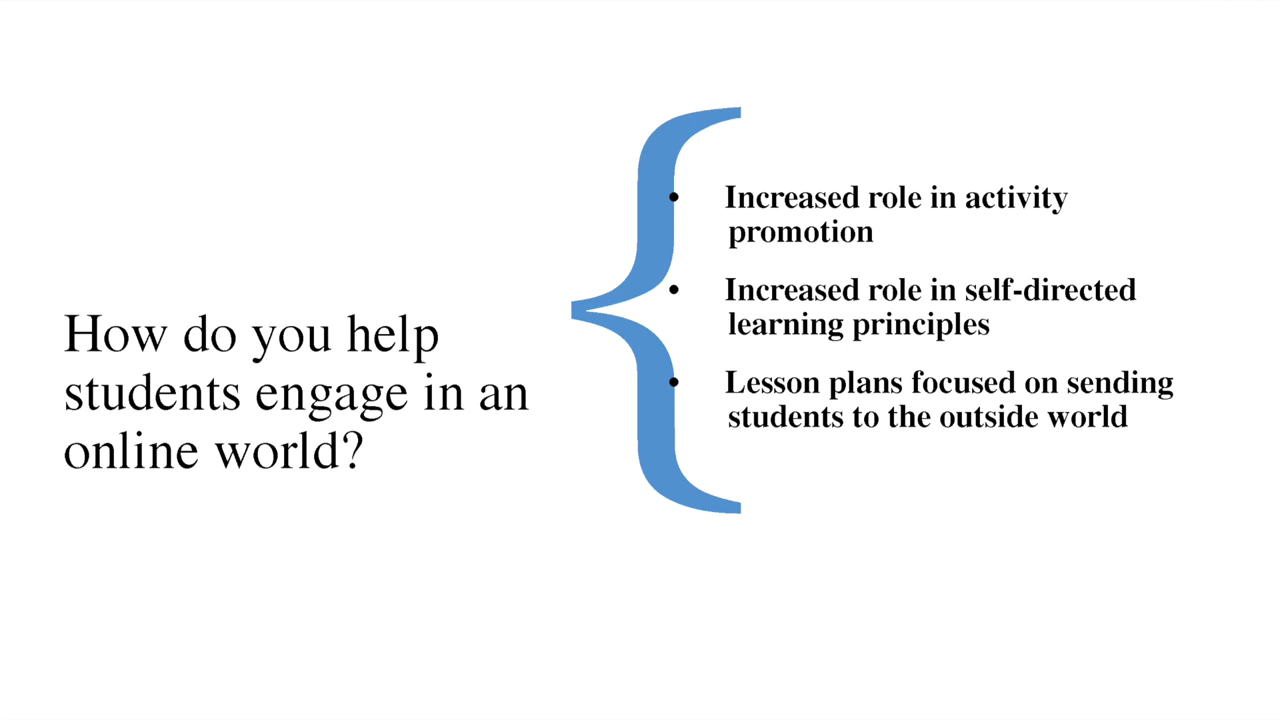 How do you help
students engage in an
online world?
• Increased role in activity
promotion
• Increased role in self-directed
learning principles
• Lesson plans focused on sending
students to the outside world